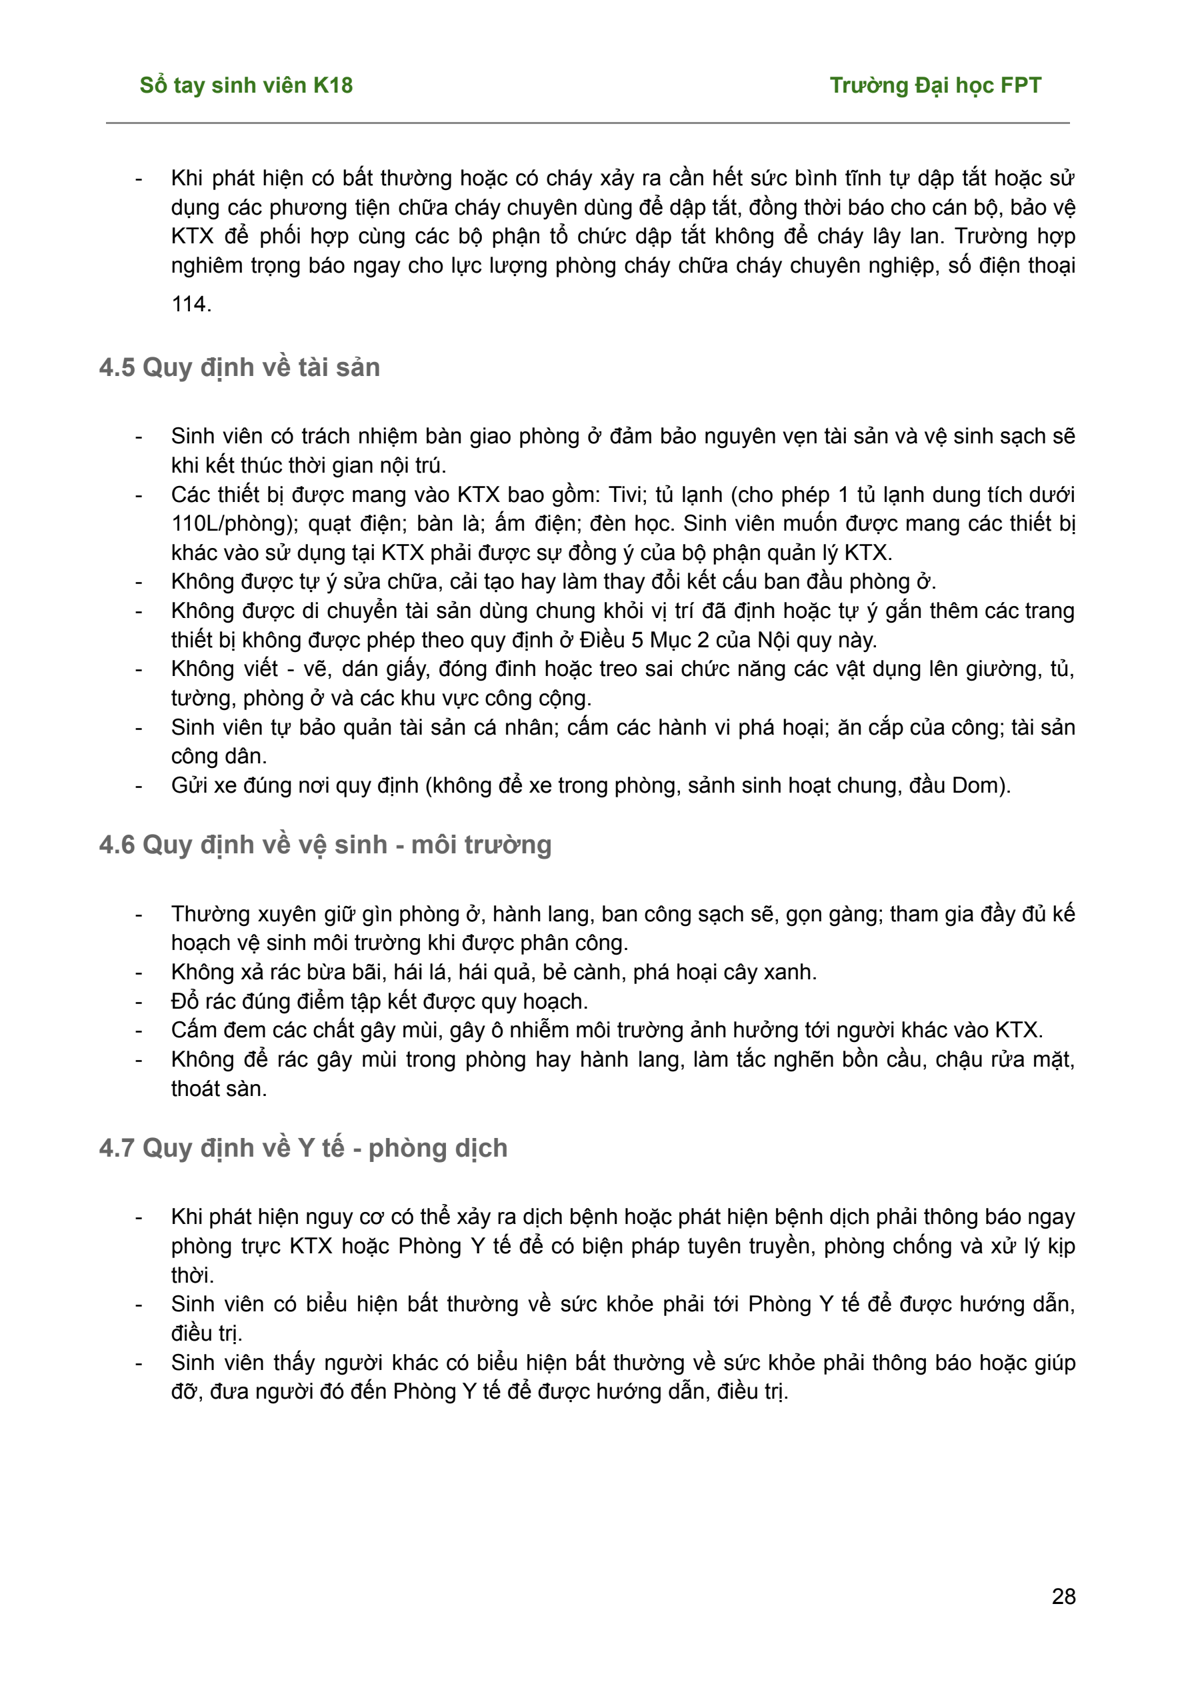 Sổ tay sinh viên K18 Trường Đại học FPT
- Khi phát hiện có bất thường hoặc có cháy xảy ra cần hết sức bình tĩnh tự dập tắt hoặc sử
dụng các phương tiện chữa cháy chuyên dùng để dập tắt, đồng thời báo cho cán bộ, bảo vệ
KTX để phối hợp cùng các bộ phận tổ chức dập tắt không để cháy lây lan. Trường hợp
nghiêm trọng báo ngay cho lực lượng phòng cháy chữa cháy chuyên nghiệp, số điện thoại
114.
4.5 Quy định về tài sản
- Sinh viên có trách nhiệm bàn giao phòng ở đảm bảo nguyên vẹn tài sản và vệ sinh sạch sẽ
khi kết thúc thời gian nội trú.
- Các thiết bị được mang vào KTX bao gồm: Tivi; tủ lạnh (cho phép 1 tủ lạnh dung tích dưới
110L/phòng); quạt điện; bàn là; ấm điện; đèn học. Sinh viên muốn được mang các thiết bị
khác vào sử dụng tại KTX phải được sự đồng ý của bộ phận quản lý KTX.
- Không được tự ý sửa chữa, cải tạo hay làm thay đổi kết cấu ban đầu phòng ở.
- Không được di chuyển tài sản dùng chung khỏi vị trí đã định hoặc tự ý gắn thêm các trang
thiết bị không được phép theo quy định ở Điều 5 Mục 2 của Nội quy này.
- Không viết - vẽ, dán giấy, đóng đinh hoặc treo sai chức năng các vật dụng lên giường, tủ,
tường, phòng ở và các khu vực công cộng.
- Sinh viên tự bảo quản tài sản cá nhân; cấm các hành vi phá hoại; ăn cắp của công; tài sản
công dân.
- Gửi xe đúng nơi quy định (không để xe trong phòng, sảnh sinh hoạt chung, đầu Dom).
4.6 Quy định về vệ sinh - môi trường
- Thường xuyên giữ gìn phòng ở, hành lang, ban công sạch sẽ, gọn gàng; tham gia đầy đủ kế
hoạch vệ sinh môi trường khi được phân công.
- Không xả rác bừa bãi, hái lá, hái quả, bẻ cành, phá hoại cây xanh.
- Đổ rác đúng điểm tập kết được quy hoạch.
- Cấm đem các chất gây mùi, gây ô nhiễm môi trường ảnh hưởng tới người khác vào KTX.
- Không để rác gây mùi trong phòng hay hành lang, làm tắc nghẽn bồn cầu, chậu rửa mặt,
thoát sàn.
4.7 Quy định về Y tế - phòng dịch
- Khi phát hiện nguy cơ có thể xảy ra dịch bệnh hoặc phát hiện bệnh dịch phải thông báo ngay
phòng trực KTX hoặc Phòng Y tế để có biện pháp tuyên truyền, phòng chống và xử lý kịp
thời.
- Sinh viên có biểu hiện bất thường về sức khỏe phải tới Phòng Y tế để được hướng dẫn,
điều trị.
- Sinh viên thấy người khác có biểu hiện bất thường về sức khỏe phải thông báo hoặc giúp
đỡ, đưa người đó đến Phòng Y tế để được hướng dẫn, điều trị.
28